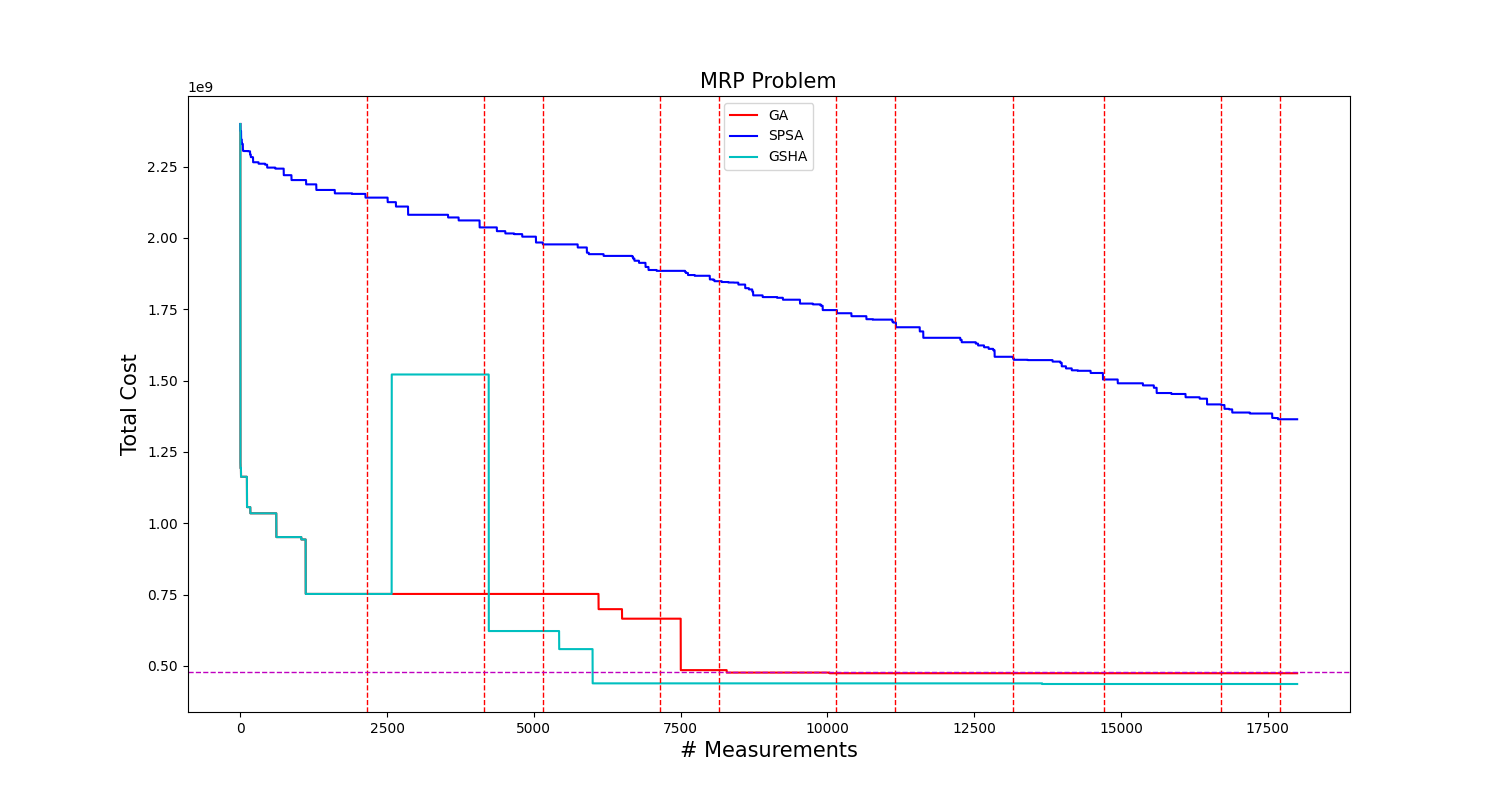 MRP Problem
1e9
GA
SPSA
GSHA
2.25
2.00
1.75
1.50
1.25
1.00
0.75
0.50
Total Cost
0 2500 5000 7500 10000 12500 15000 17500
# Measurements